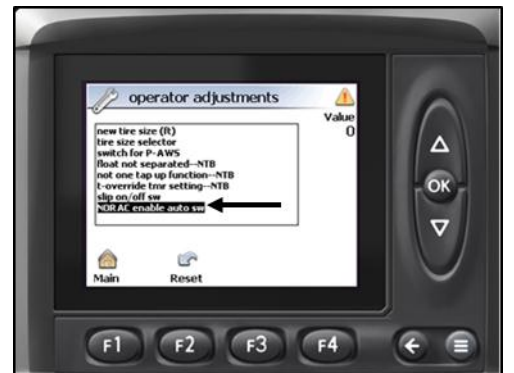 operator adjustments
Value
0
new tire size (ft)
tire size selector
switch for P-AWS
float not separated--NTB
not one tap up function--NTB
t-override tmr setting--NTB
slip on/off sw
NORAC enable auto sw
Main
Reset
F1
F2
F3
F4
OK